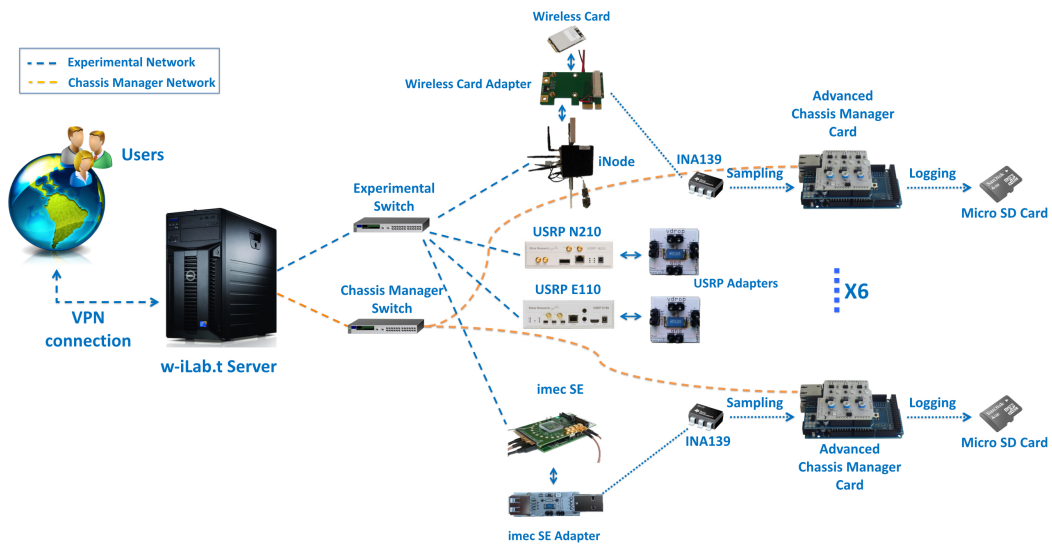 Wireless Card
Experimental Network
Chassis Manager Network
Wireless Card Adapter
Advanced
Chassis Manager
Card
Users
iNode
INA139
Sampling
Logging
Micro SD Card
Experimental
Switch
USRP N210
vdrop
USRP Adapters
USRP E110
vdrop
X6
Chassis Manager
Switch
VPN
connection
w-iLab.t Server
imec SE
Sampling
Logging
INA139
Micro SD Card
Advanced
Chassis Manager
Card
imec SE Adapter